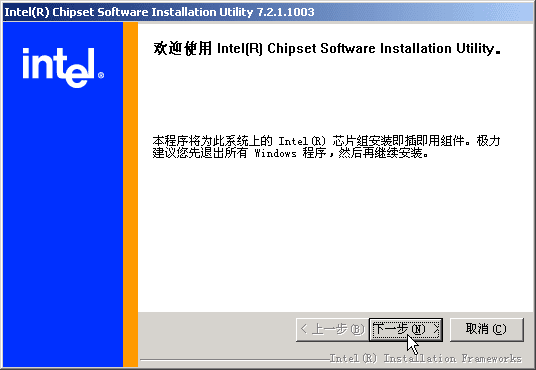 Intel(R) Chipset Software Installation Utility 7.2.1.1003
intel®
欢迎使用 Intel(R) Chipset Software Installation Utility。
本程序将为此系统上的 Intel(R) 芯片组安装即插即用组件。极力
建议您先退出所有 Windows 程序，然后再继续安装。
< 上一步(B) 下一步(N) > 取消(C)
Intel(R) Installation Frameworks